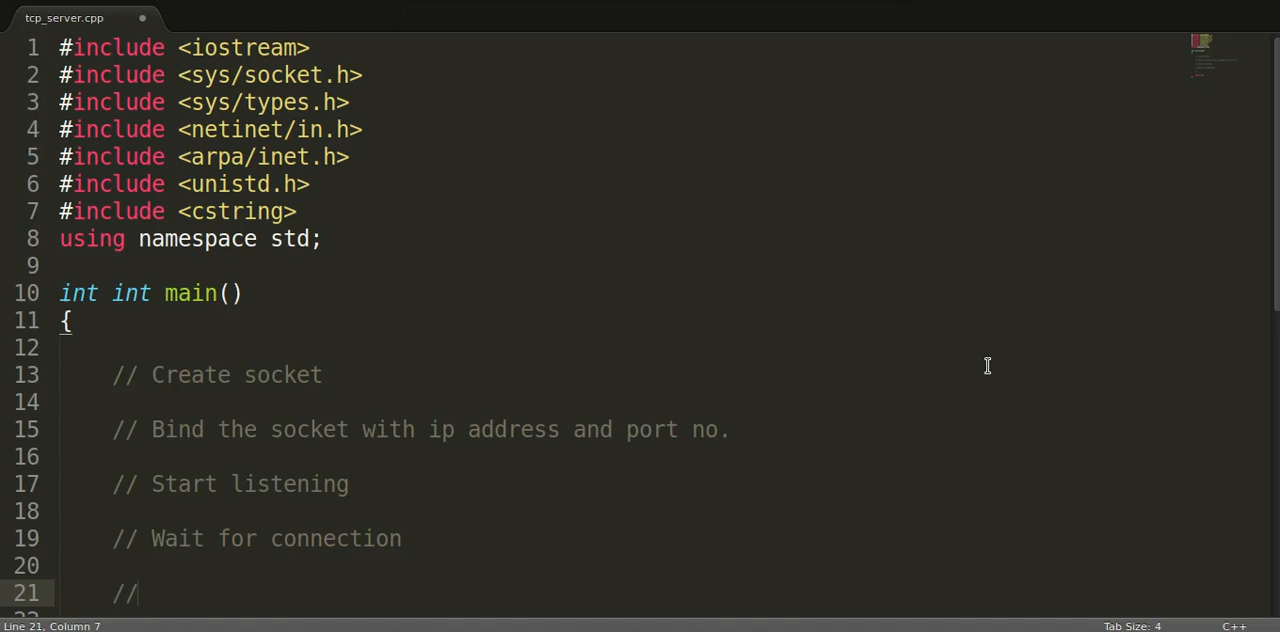 tcp_server.cpp
1 #include <iostream>
2 #include <sys/socket.h>
3 #include <sys/types.h>
4 #include <netinet/in.h>
5 #include <arpa/inet.h>
6 #include <unistd.h>
7 #include <cstring>
8 using namespace std;
9
10 int int main()
11 {
12
13 // Create socket
14
15 // Bind the socket with ip address and port no.
16
17 // Start listening
18
19 // Wait for connection
20
21 //
Line 21, Column 7 Tab Size: 4 C++